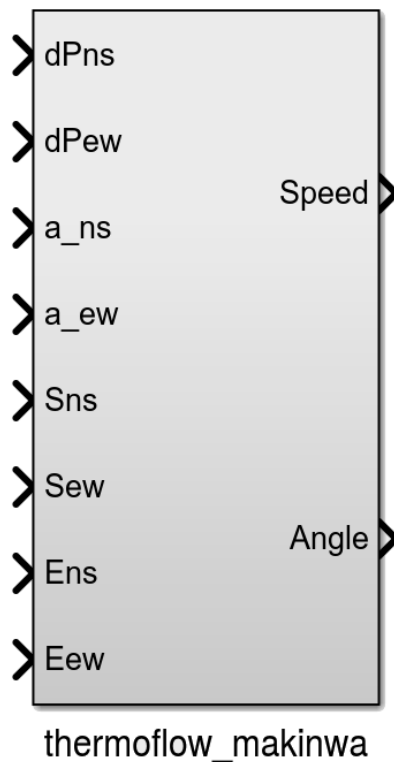 dPns
dPew
Speed
a_ns
a_ew
Sns
Sew
Angle
Ens
Eew
thermoflow_makinwa